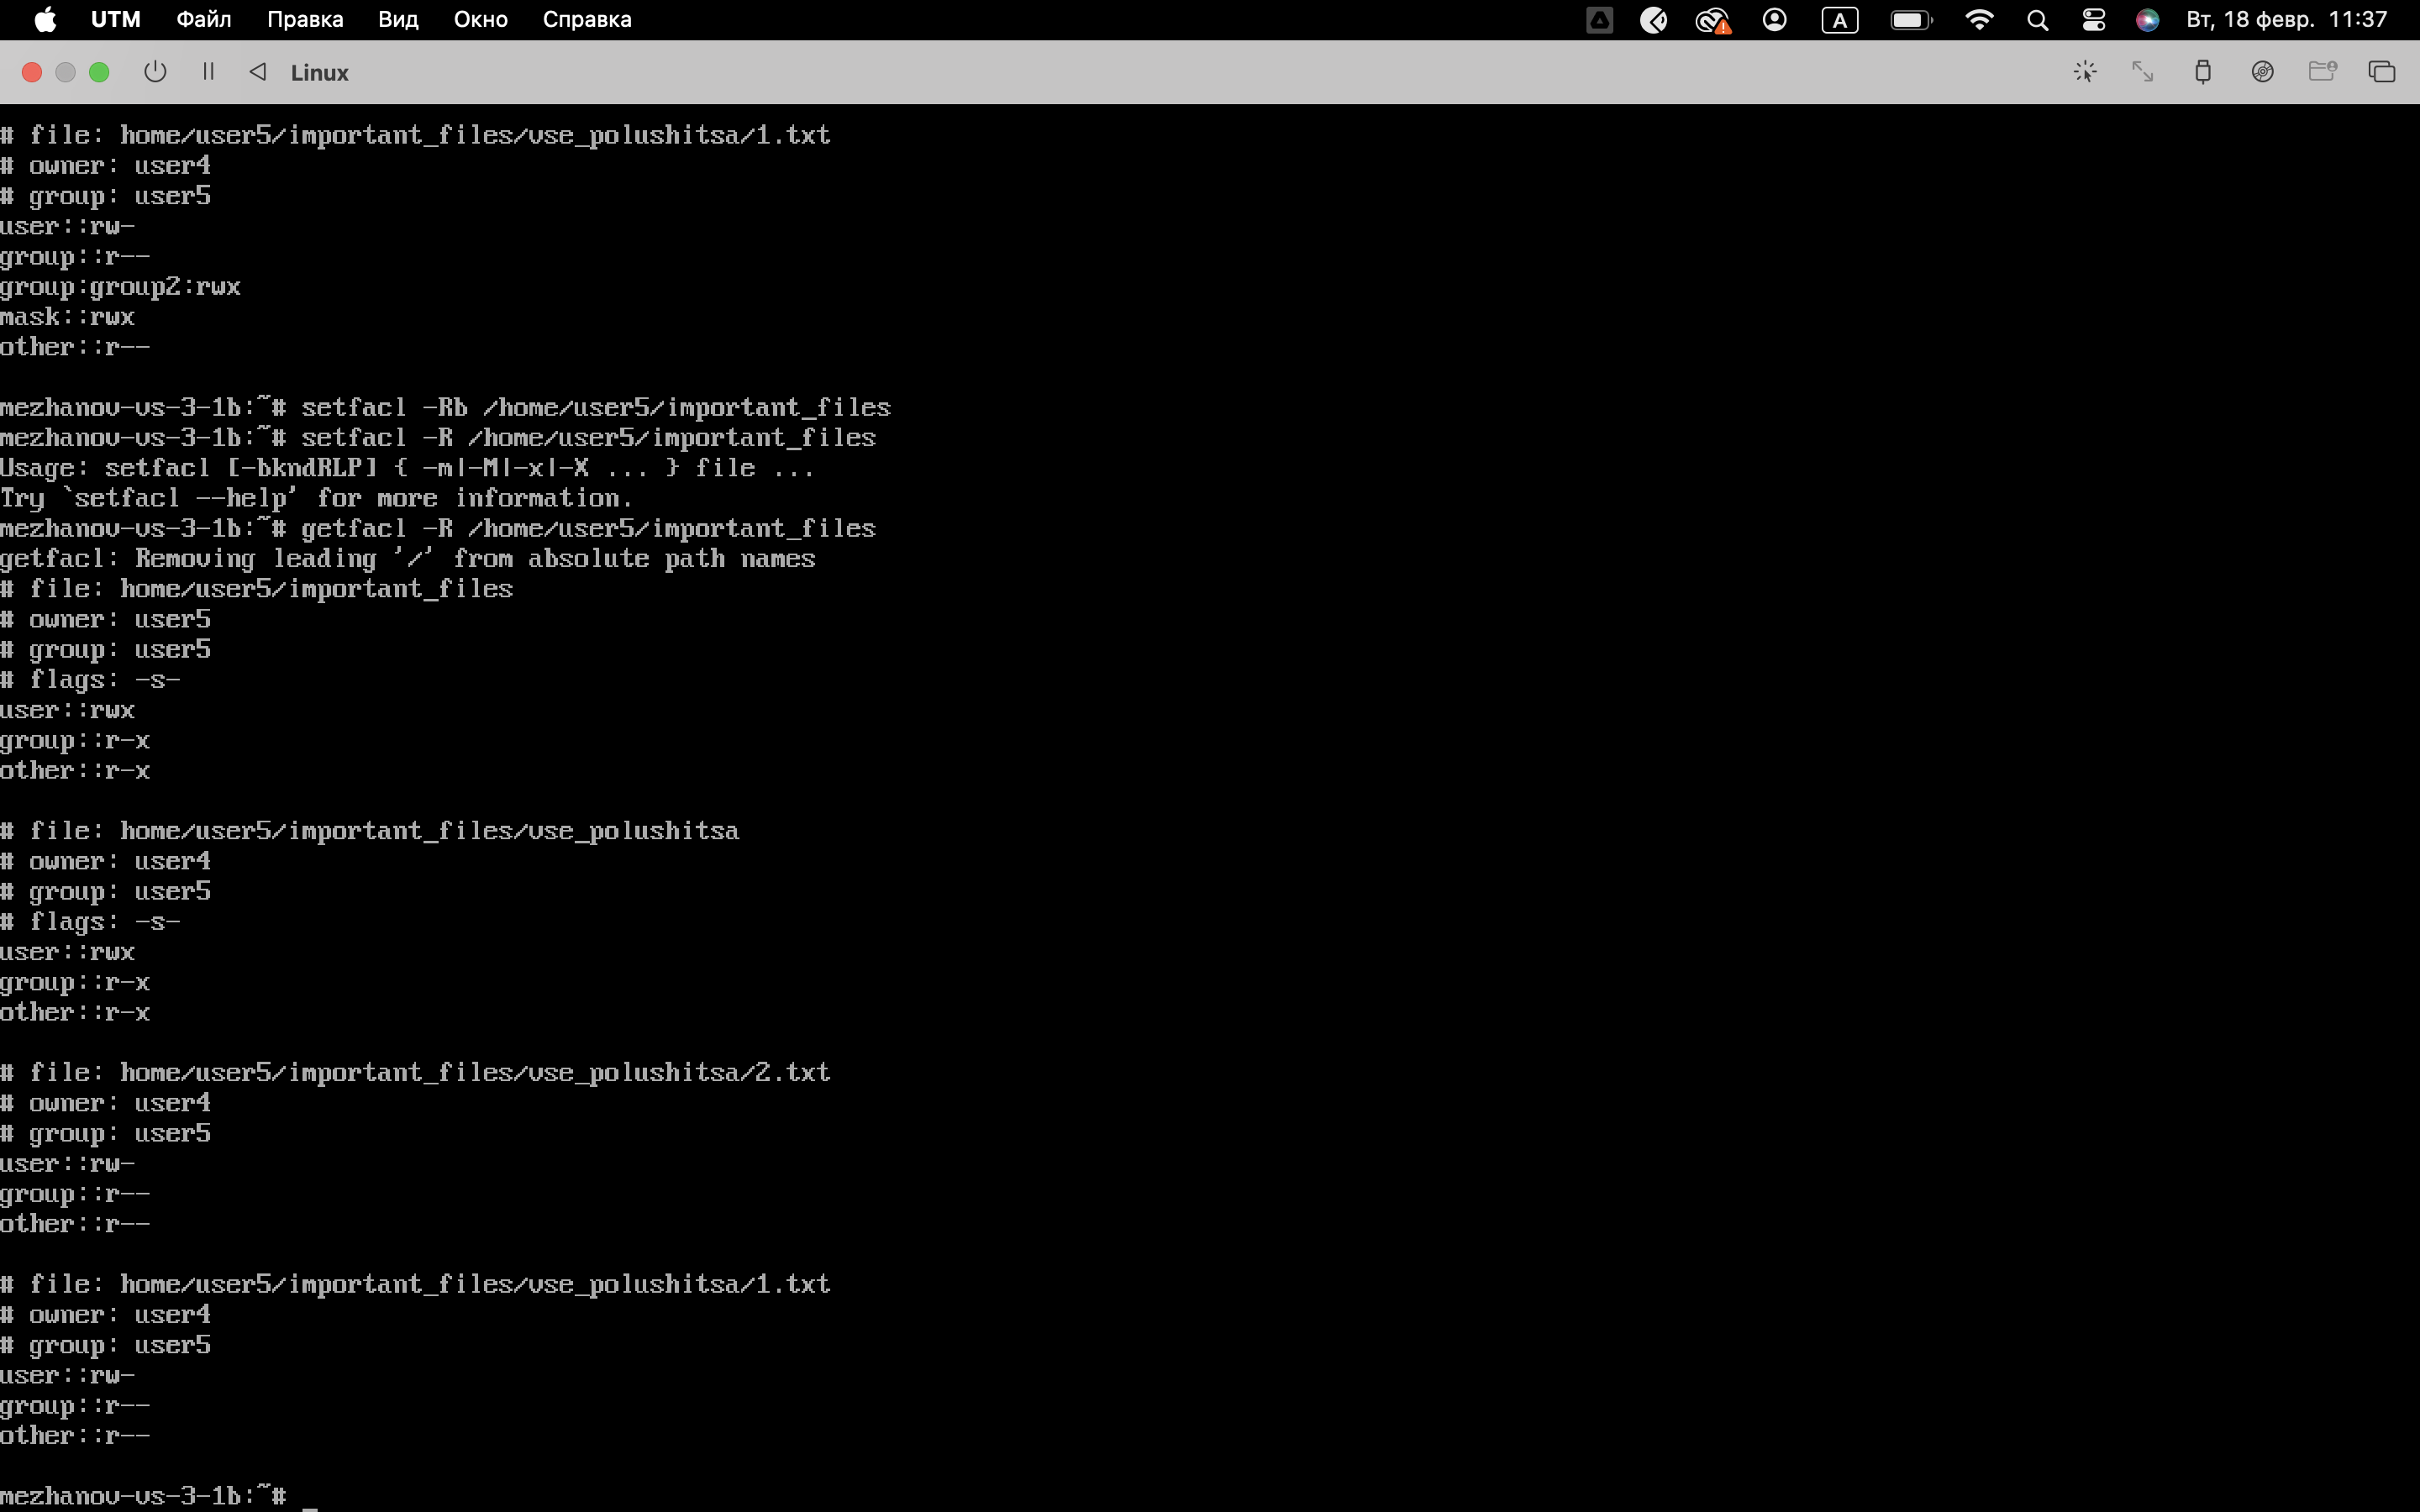 UTM Файл Правка Вид Окно Справка A Вт, 18 февр. 11:37
Linux
# file: home/user5/important_files/vse_polushitsa/1.txt
# owner: user4
# group: user5
user::rw-
group::r--
group:group2:rwx
mask::rwx
other::r--
mezhanov-vs-3-1b:~# setfacl -Rb /home/user5/important_files
mezhanov-vs-3-1b:~# setfacl -R /home/user5/important_files
Usage: setfacl [-bkndRLP] { -m|-M|-x|-X ... } file ...
Try `setfacl --help' for more information.
mezhanov-vs-3-1b:~# getfacl -R /home/user5/important_files
getfacl: Removing leading '/' from absolute path names
# file: home/user5/important_files
# owner: user5
# group: user5
# flags: -s-
user::rwx
group::r-x
other::r-x
# file: home/user5/important_files/vse_polushitsa
# owner: user4
# group: user5
# flags: -s-
user::rwx
group::r-x
other::r-x
# file: home/user5/important_files/vse_polushitsa/2.txt
# owner: user4
# group: user5
user::rw-
group::r--
other::r--
# file: home/user5/important_files/vse_polushitsa/1.txt
# owner: user4
# group: user5
user::rw-
group::r--
other::r--
mezhanov-vs-3-1b:~# _